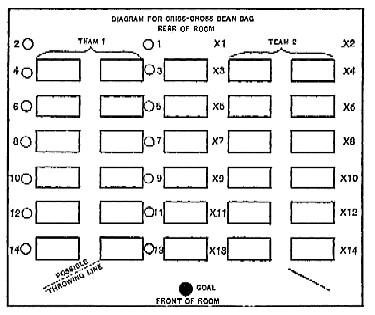 DIAGRAM FOR CRISS-CROSS BEAN BAG
REAR OF ROOM
2 1 X1 X2
TEAM 1 TEAM 2
4 3 X3 X4
6 5 X5 X6
8 7 X7 X8
10 9 X9 X10
12 11 X11 X12
14 13 X13 X14
POSSIBLE
THROWING LINE
GOAL
FRONT OF ROOM